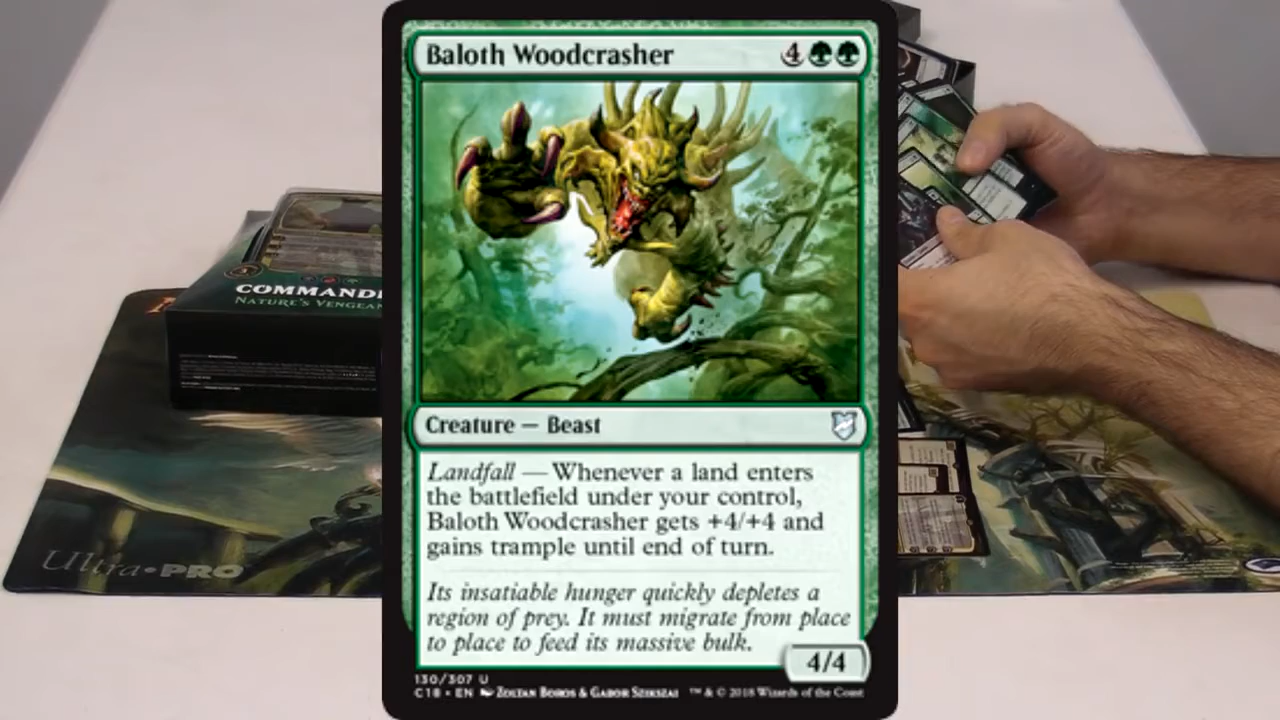 Baloth Woodcrasher 4
COMMANDE
NATURE'S VENGEAN
Creature — Beast
Landfall — Whenever a land enters
the battlefield under your control,
Baloth Woodcrasher gets +4/+4 and
gains trample until end of turn.
Its insatiable hunger quickly depletes a
region of prey. It must migrate from place
to place to feed its massive bulk.
4/4
Ultra•PRO
130/307 U
C18 • EN Zoltan Boros & Gabor Szikszai ™ & © 2018 Wizards of the Coast